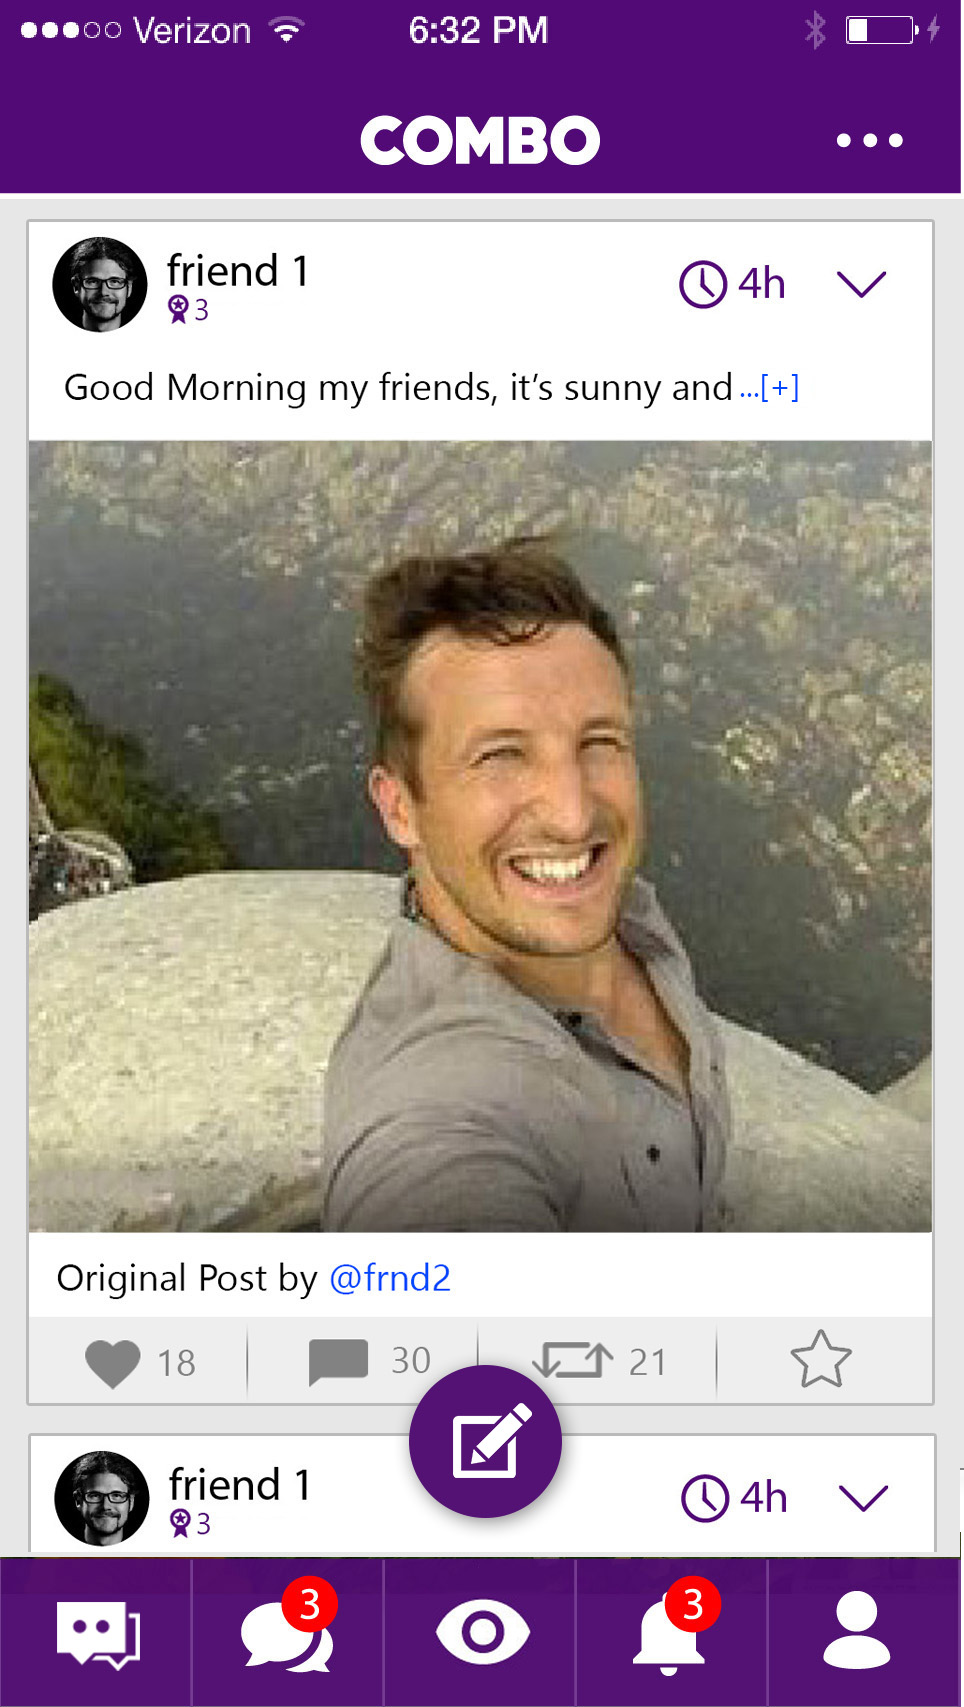 Verizon 6:32 PM
COMBO
friend 1
3
4h
Good Morning my friends, it’s sunny and ...[+]
Original Post by @frnd2
18 30 21
friend 1
3
4h
3 3